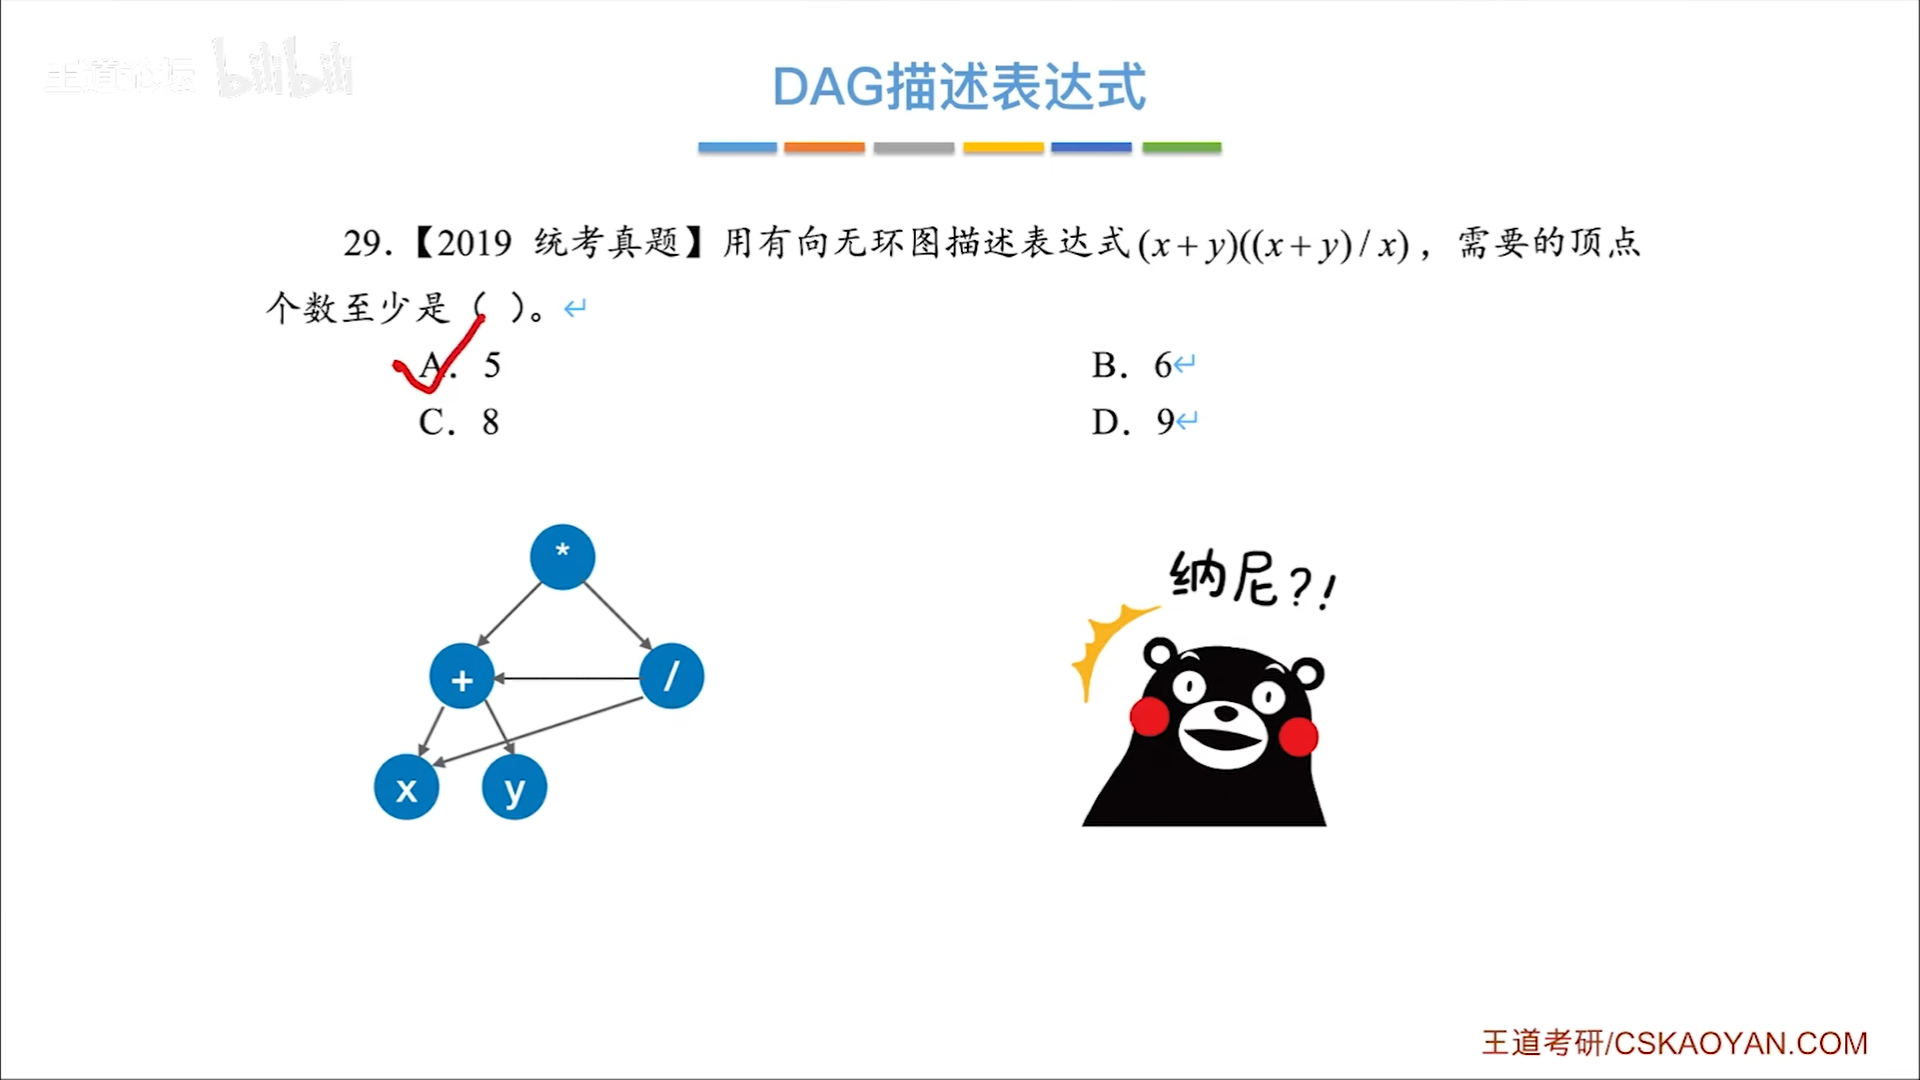 王道论坛 bilibili
DAG描述表达式
29.【2019 统考真题】用有向无环图描述表达式(x+y)((x+y)/x)，需要的顶点
个数至少是（ ）。↵
A. 5
B. 6↵
C. 8
D. 9↵
*
+
/
x
y
纳尼?!
王道考研/CSKAOYAN.COM